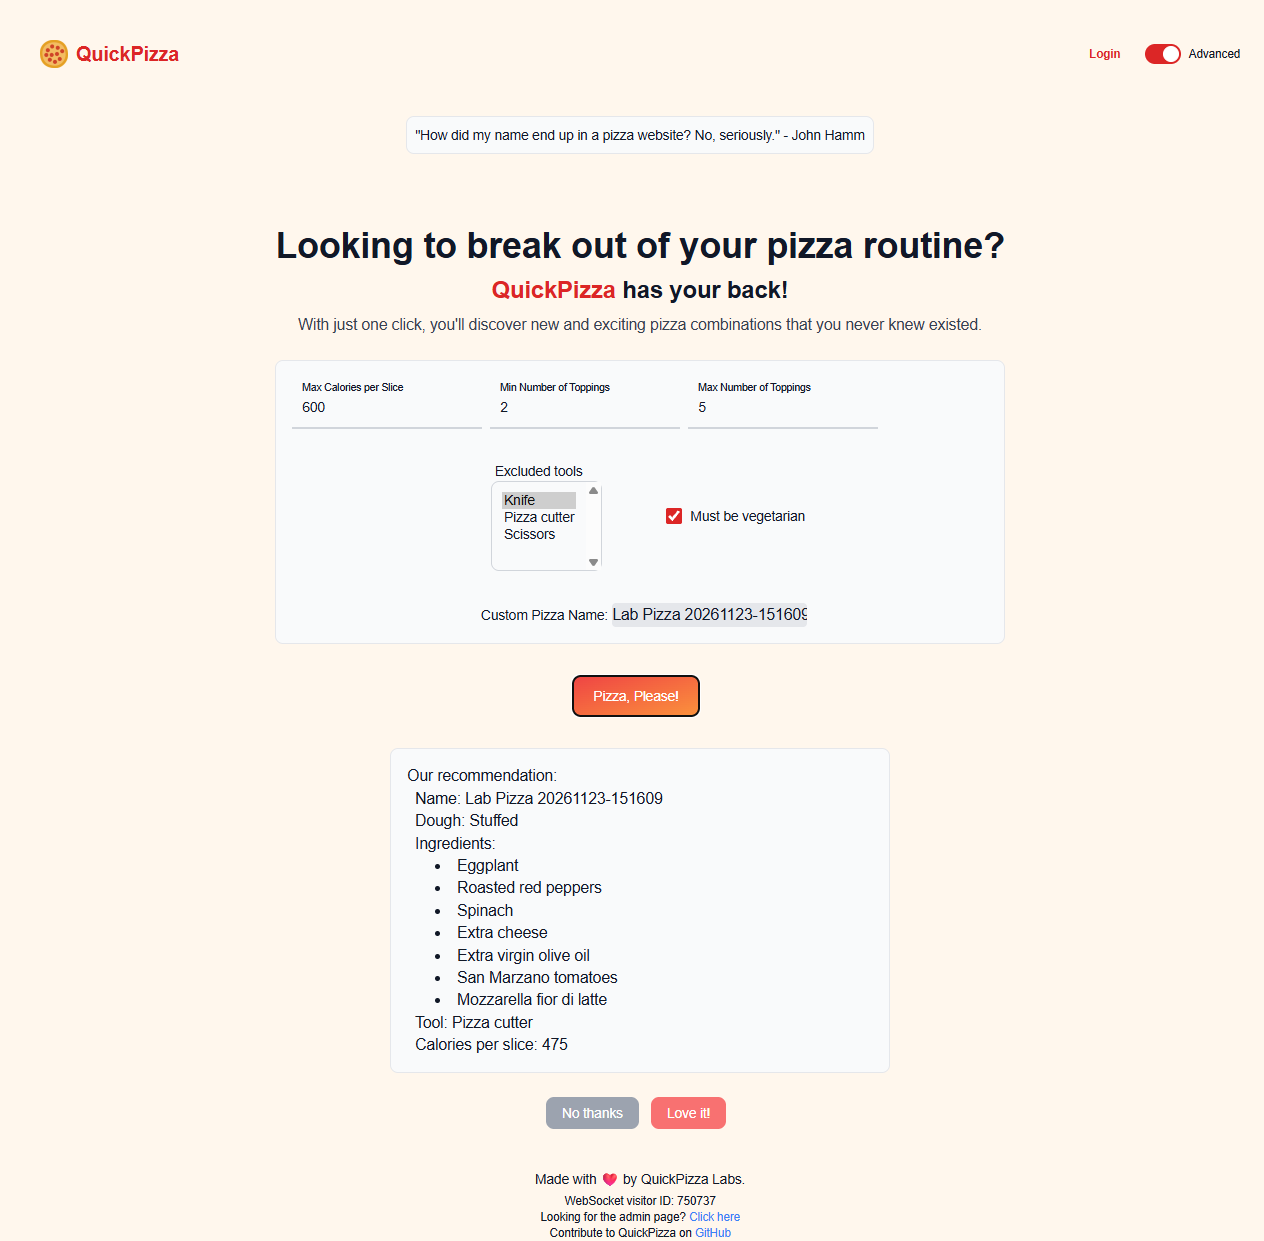 QuickPizza
Login
Advanced
"How did my name end up in a pizza website? No, seriously." - John Hamm
Looking to break out of your pizza routine?
QuickPizza has your back!
With just one click, you'll discover new and exciting pizza combinations that you never knew existed.
Max Calories per Slice
600
Min Number of Toppings
2
Max Number of Toppings
5
Excluded tools
Knife
Pizza cutter
Scissors
Must be vegetarian
Custom Pizza Name: Lab Pizza 20261123-151609
Pizza, Please!
Our recommendation:
Name: Lab Pizza 20261123-151609
Dough: Stuffed
Ingredients:
Eggplant
Roasted red peppers
Spinach
Extra cheese
Extra virgin olive oil
San Marzano tomatoes
Mozzarella fior di latte
Tool: Pizza cutter
Calories per slice: 475
No thanks
Love it!
Made with ❤️ by QuickPizza Labs.
WebSocket visitor ID: 750737
Looking for the admin page? Click here
Contribute to QuickPizza on GitHub